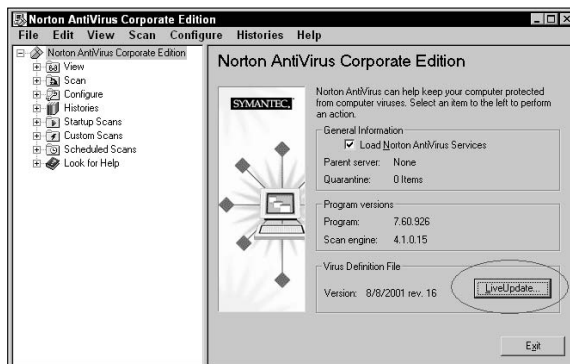 Norton AntiVirus Corporate Edition
File Edit View Scan Configure Histories Help
Norton AntiVirus Corporate Edition
View
Scan
Configure
Histories
Startup Scans
Custom Scans
Scheduled Scans
Look for Help
Norton AntiVirus Corporate Edition
SYMANTEC.
Norton AntiVirus can help keep your computer protected
from computer viruses. Select an item to the left to perform
an action.
General Information
Load Norton AntiVirus Services
Parent server: None
Quarantine: 0 Items
Program versions
Program: 7.60.926
Scan engine: 4.1.0.15
Virus Definition File
Version: 8/8/2001 rev. 16
LiveUpdate...
Exit